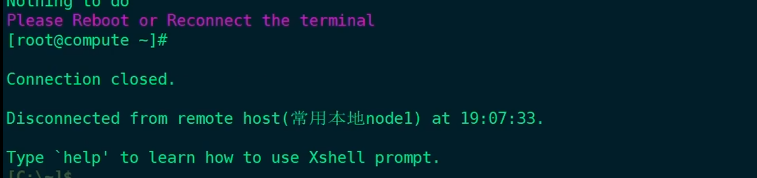 Nothing to do
Please Reboot or Reconnect the terminal
[root@compute ~]#
Connection closed.
Disconnected from remote host(常用本地node1) at 19:07:33.
Type `help' to learn how to use Xshell prompt.
[C:\~]$